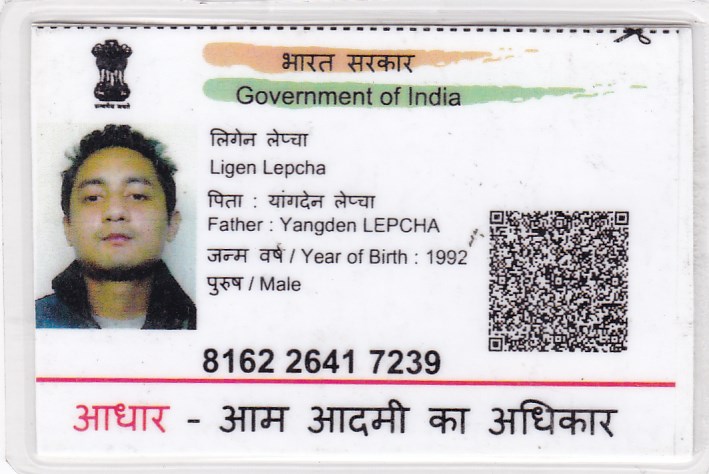 भारत सरकार
Government of India
लिगेन लेप्चा
Ligen Lepcha
पिता : यांगदेन लेप्चा
Father : Yangden LEPCHA
जन्म वर्ष / Year of Birth : 1992
पुरुष / Male
8162 2641 7239
आधार - आम आदमी का अधिकार